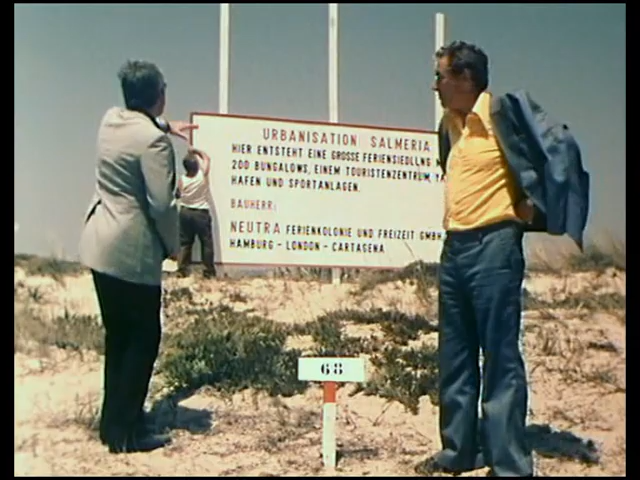 URBANISATION SALMERIA
HIER ENTSTEHT EINE GROSSE FERIENSIEDLUNG
200 BUNGALOWS, EINEM TOURISTENZENTRUM,
HAFEN UND SPORTANLAGEN.
BAUHERR:
NEUTRA FERIENKOLONIE UND FREIZEIT GMBH
HAMBURG - LONDON - CARTAGENA
68